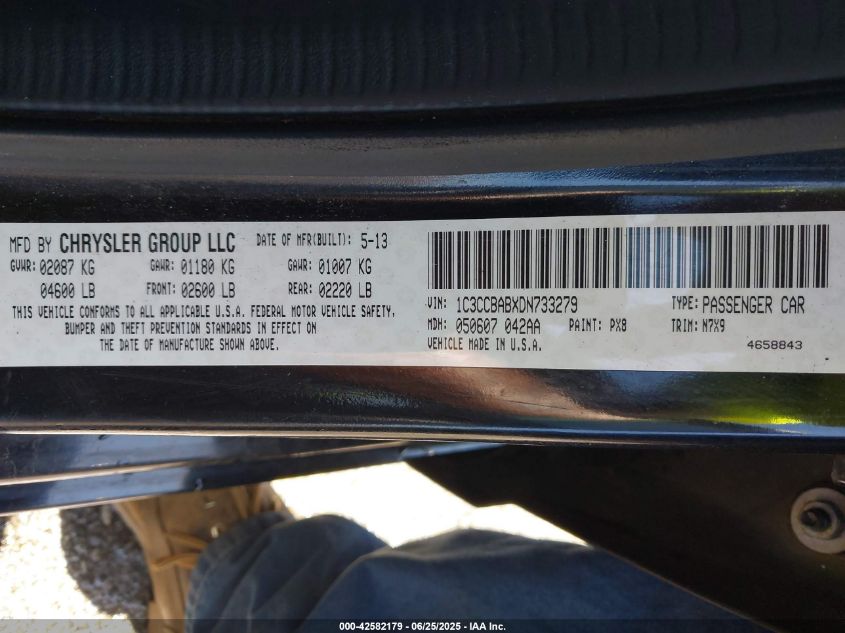 MFD BY CHRYSLER GROUP LLC DATE OF MFR(BUILT): 5-13
GVWR: 02087 KG GAWR: 01180 KG GAWR: 01007 KG
04600 LB FRONT: 02600 LB REAR: 02220 LB
THIS VEHICLE CONFORMS TO ALL APPLICABLE U.S.A. FEDERAL MOTOR VEHICLE SAFETY,
BUMPER AND THEFT PREVENTION STANDARDS IN EFFECT ON
THE DATE OF MANUFACTURE SHOWN ABOVE.
VIN: 1C3CCBABXDN733279 TYPE: PASSENGER CAR
MDH: 050607 042AA PAINT: PX8 TRIM: N7X9
VEHICLE MADE IN U.S.A. 4658843
000-42582179 - 06/25/2025 - IAA Inc.